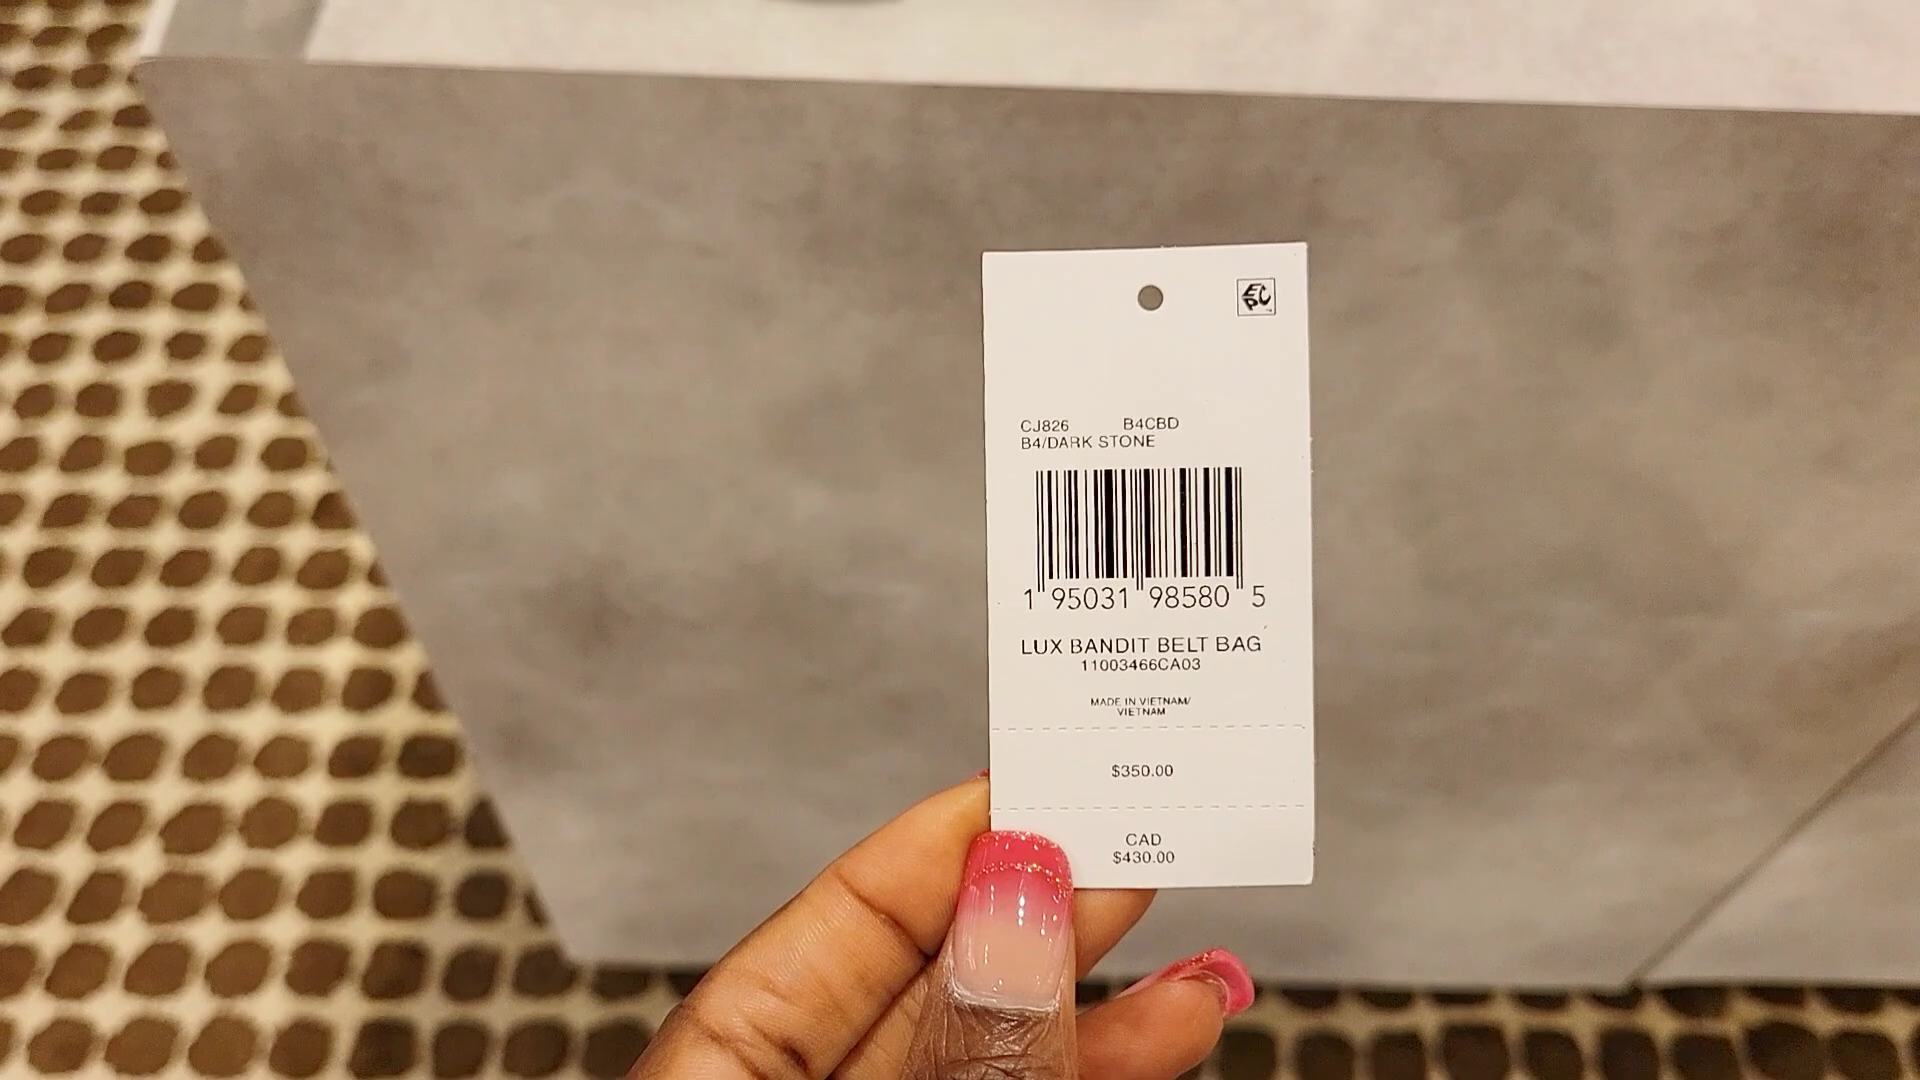 EPC
CJ826 B4CBD
B4/DARK STONE
1 95031 98580 5
LUX BANDIT BELT BAG
11003466CA03
MADE IN VIETNAM/
VIETNAM
$350.00
CAD
$430.00